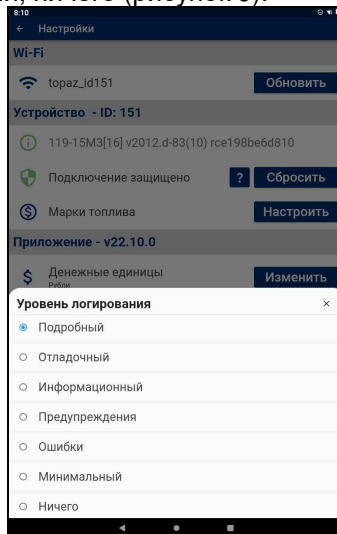 8:10
← Настройки
Wi-Fi
topaz_id151 Обновить
Устройство - ID: 151
119-15M3[16] v2012.d-83(10) rce198be6d810
Подключение защищено ? Сбросить
Марки топлива Настроить
Приложение - v22.10.0
Денежные единицы Изменить
Рубли
Уровень логирования ×
Подробный
Отладочный
Информационный
Предупреждения
Ошибки
Минимальный
Ничего